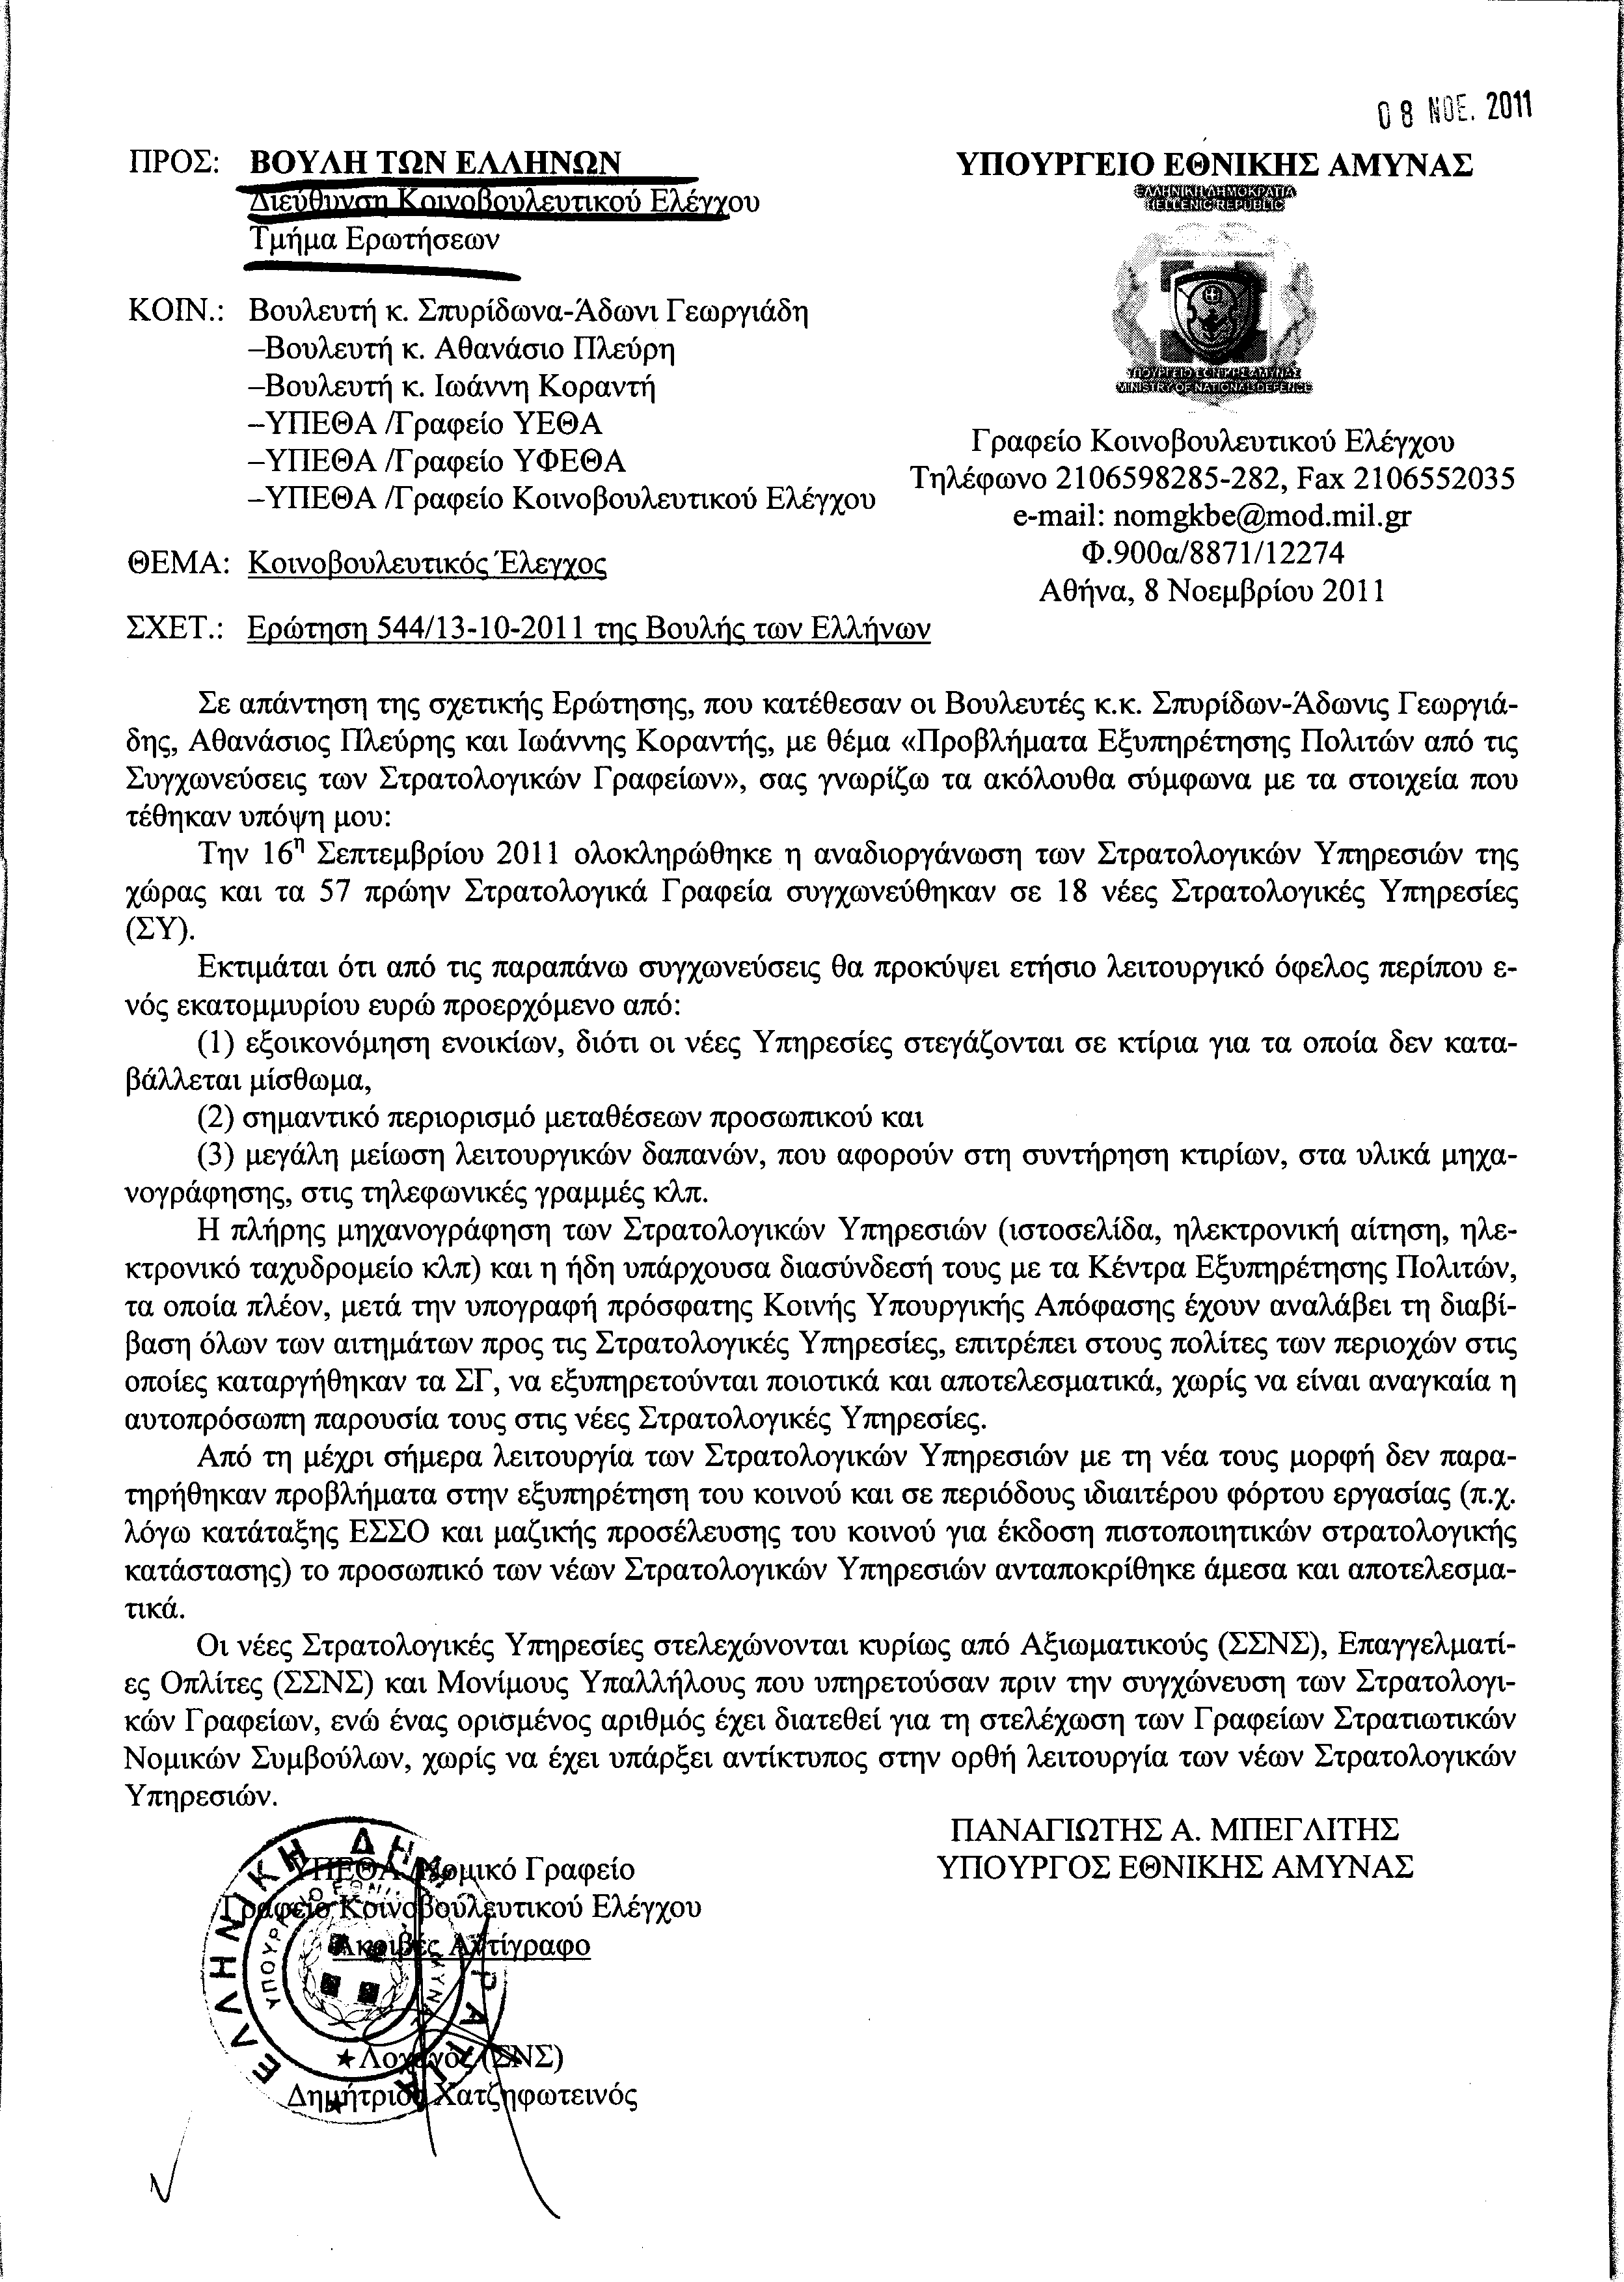 08 ΝΟΕ. 2011
ΠΡΟΣ: ΒΟΥΛΗ ΤΩΝ ΕΛΛΗΝΩΝ
Διεύθυνση Κοινοβουλευτικού Ελέγχου
Τμήμα Ερωτήσεων
ΚΟΙΝ.: Βουλευτή κ. Σπυρίδωνα-Άδωνι Γεωργιάδη
–Βουλευτή κ. Αθανάσιο Πλεύρη
–Βουλευτή κ. Ιωάννη Κοραντή
–ΥΠΕΘΑ /Γραφείο ΥΕΘΑ
–ΥΠΕΘΑ /Γραφείο ΥΦΕΘΑ
–ΥΠΕΘΑ /Γραφείο Κοινοβουλευτικού Ελέγχου
ΘΕΜΑ: Κοινοβουλευτικός Έλεγχος
ΣΧΕΤ.: Ερώτηση 544/13-10-2011 της Βουλής των Ελλήνων
ΥΠΟΥΡΓΕΙΟ ΕΘΝΙΚΗΣ ΑΜΥΝΑΣ
ΕΛΛΗΝΙΚΗ ΔΗΜΟΚΡΑΤΙΑ
HELLENIC REPUBLIC
ΥΠΟΥΡΓΕΙΟ ΕΘΝΙΚΗΣ ΑΜΥΝΑΣ
MINISTRY OF NATIONAL DEFENCE
Γραφείο Κοινοβουλευτικού Ελέγχου
Τηλέφωνο 2106598285-282, Fax 2106552035
e-mail: nomgkbe@mod.mil.gr
Φ.900α/8871/12274
Αθήνα, 8 Νοεμβρίου 2011
Σε απάντηση της σχετικής Ερώτησης, που κατέθεσαν οι Βουλευτές κ.κ. Σπυρίδων-Άδωνις Γεωργιά-
δης, Αθανάσιος Πλεύρης και Ιωάννης Κοραντής, με θέμα «Προβλήματα Εξυπηρέτησης Πολιτών από τις
Συγχωνεύσεις των Στρατολογικών Γραφείων», σας γνωρίζω τα ακόλουθα σύμφωνα με τα στοιχεία που
τέθηκαν υπόψη μου:
Την 16η Σεπτεμβρίου 2011 ολοκληρώθηκε η αναδιοργάνωση των Στρατολογικών Υπηρεσιών της
χώρας και τα 57 πρώην Στρατολογικά Γραφεία συγχωνεύθηκαν σε 18 νέες Στρατολογικές Υπηρεσίες
(ΣΥ).
Εκτιμάται ότι από τις παραπάνω συγχωνεύσεις θα προκύψει ετήσιο λειτουργικό όφελος περίπου ε-
νός εκατομμυρίου ευρώ προερχόμενο από:
(1) εξοικονόμηση ενοικίων, διότι οι νέες Υπηρεσίες στεγάζονται σε κτίρια για τα οποία δεν κατα-
βάλλεται μίσθωμα,
(2) σημαντικό περιορισμό μεταθέσεων προσωπικού και
(3) μεγάλη μείωση λειτουργικών δαπανών, που αφορούν στη συντήρηση κτιρίων, στα υλικά μηχα-
νογράφησης, στις τηλεφωνικές γραμμές κλπ.
Η πλήρης μηχανογράφηση των Στρατολογικών Υπηρεσιών (ιστοσελίδα, ηλεκτρονική αίτηση, ηλε-
κτρονικό ταχυδρομείο κλπ) και η ήδη υπάρχουσα διασύνδεσή τους με τα Κέντρα Εξυπηρέτησης Πολιτών,
τα οποία πλέον, μετά την υπογραφή πρόσφατης Κοινής Υπουργικής Απόφασης έχουν αναλάβει τη διαβί-
βαση όλων των αιτημάτων προς τις Στρατολογικές Υπηρεσίες, επιτρέπει στους πολίτες των περιοχών στις
οποίες καταργήθηκαν τα ΣΓ, να εξυπηρετούνται ποιοτικά και αποτελεσματικά, χωρίς να είναι αναγκαία η
αυτοπρόσωπη παρουσία τους στις νέες Στρατολογικές Υπηρεσίες.
Από τη μέχρι σήμερα λειτουργία των Στρατολογικών Υπηρεσιών με τη νέα τους μορφή δεν παρα-
τηρήθηκαν προβλήματα στην εξυπηρέτηση του κοινού και σε περιόδους ιδιαιτέρου φόρτου εργασίας (π.χ.
λόγω κατάταξης ΕΣΣΟ και μαζικής προσέλευσης του κοινού για έκδοση πιστοποιητικών στρατολογικής
κατάστασης) το προσωπικό των νέων Στρατολογικών Υπηρεσιών ανταποκρίθηκε άμεσα και αποτελεσμα-
τικά.
Οι νέες Στρατολογικές Υπηρεσίες στελεχώνονται κυρίως από Αξιωματικούς (ΣΣΝΣ), Επαγγελματί-
ες Οπλίτες (ΣΣΝΣ) και Μονίμους Υπαλλήλους που υπηρετούσαν πριν την συγχώνευση των Στρατολογι-
κών Γραφείων, ενώ ένας ορισμένος αριθμός έχει διατεθεί για τη στελέχωση των Γραφείων Στρατιωτικών
Νομικών Συμβούλων, χωρίς να έχει υπάρξει αντίκτυπος στην ορθή λειτουργία των νέων Στρατολογικών
Υπηρεσιών.
ΠΑΝΑΓΙΩΤΗΣ Α. ΜΠΕΓΛΙΤΗΣ
ΥΠΟΥΡΓΟΣ ΕΘΝΙΚΗΣ ΑΜΥΝΑΣ
ΥΠΕΘΑ/Νομικό Γραφείο
Γραφείο Κοινοβουλευτικού Ελέγχου
Ακριβές Αντίγραφο
Λοχαγός (ΣΝΣ)
Δημήτριος Χατζηφωτεινός
ΕΛΛΗΝΙΚΗ ΔΗΜΟΚΡΑΤΙΑ